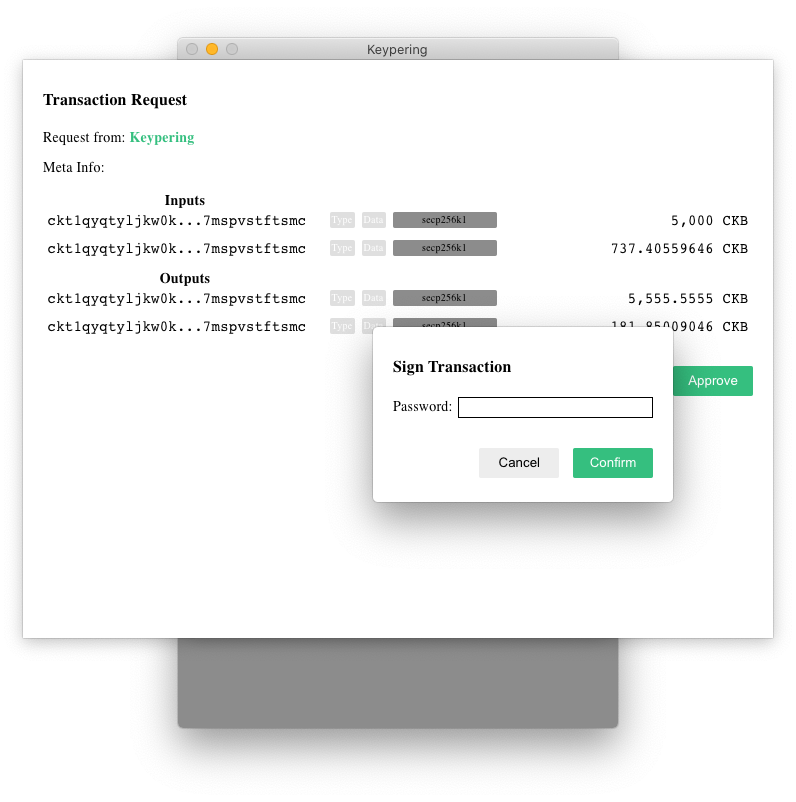 Keypering
Transaction Request
Request from: Keypering
Meta Info:
Inputs
ckt1qyqtyljkw0k...7mspvstftsmc Type Data secp256k1 5,000 CKB
ckt1qyqtyljkw0k...7mspvstftsmc Type Data secp256k1 737.40559646 CKB
Outputs
ckt1qyqtyljkw0k...7mspvstftsmc Type Data secp256k1 5,555.5555 CKB
ckt1qyqtyljkw0k...7mspvstftsmc Type Data secp256k1 181.85009046 CKB
Approve
Sign Transaction
Password:
Cancel Confirm